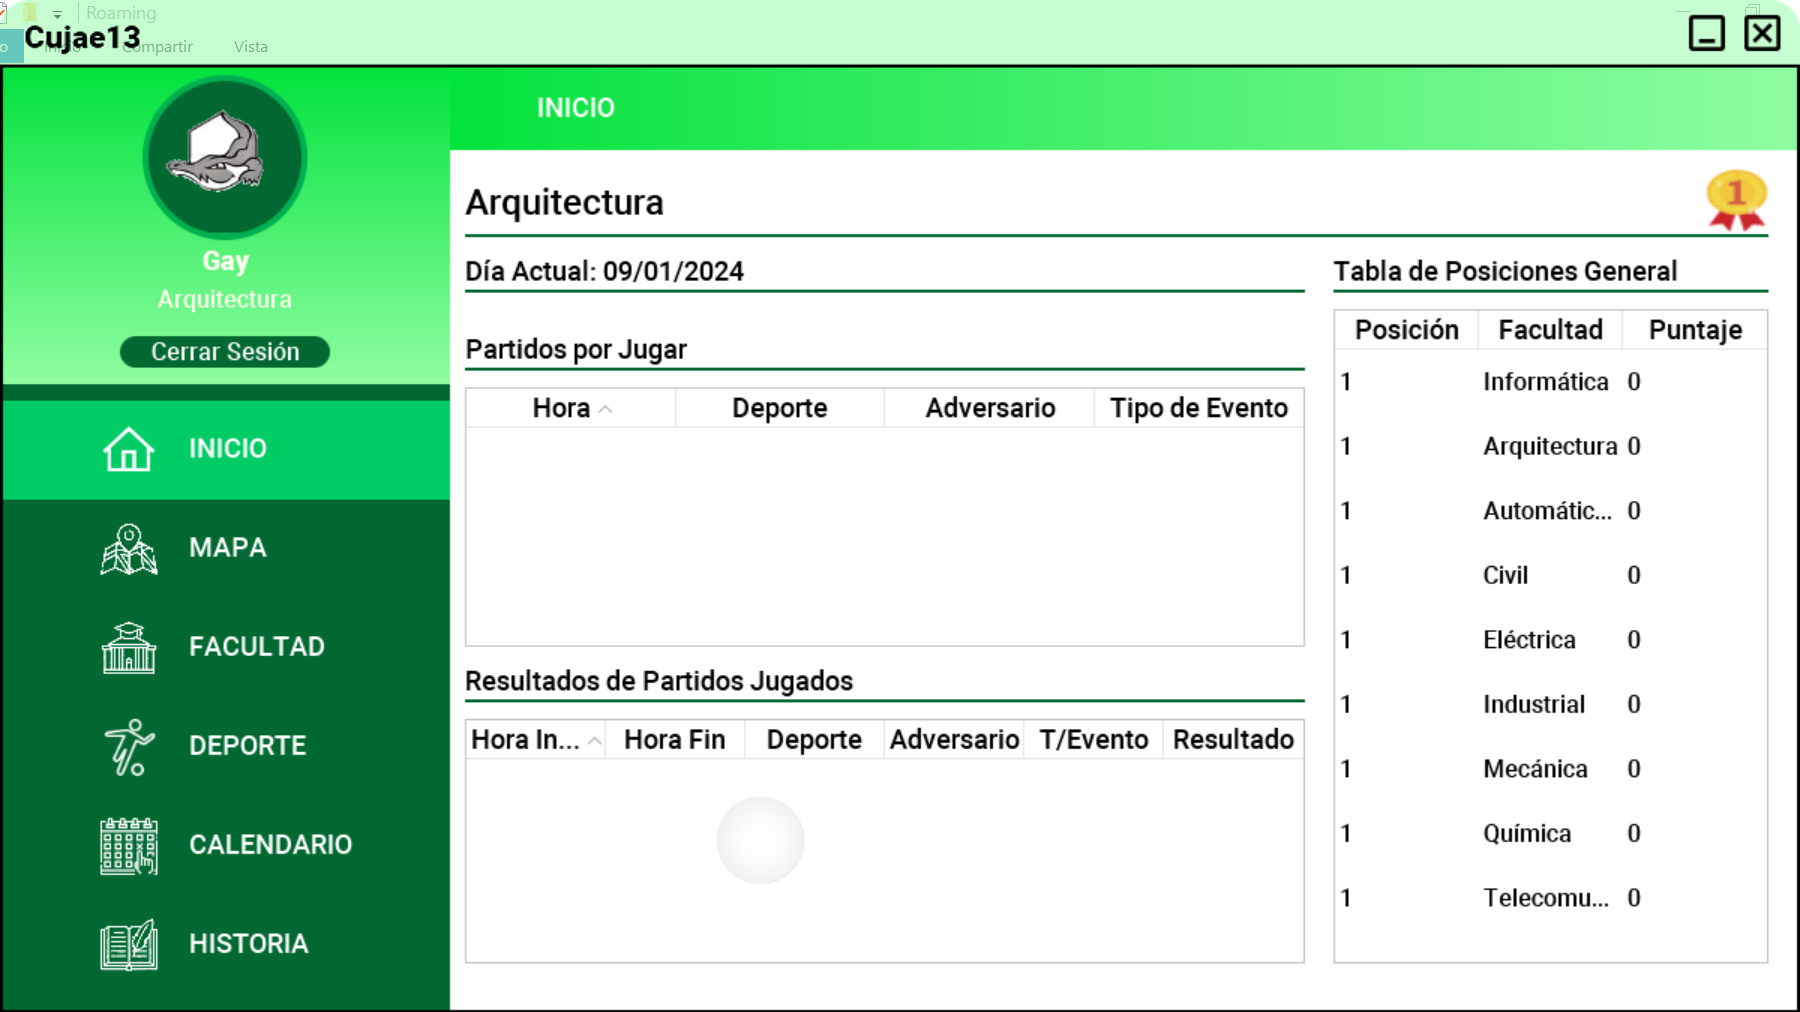 Roaming
Cujae13
Compartir
Vista
Gay
Arquitectura
Cerrar Sesión
INICIO
MAPA
FACULTAD
DEPORTE
CALENDARIO
HISTORIA
INICIO
Arquitectura
1
Día Actual: 09/01/2024
Partidos por Jugar
Hora Deporte Adversario Tipo de Evento
Resultados de Partidos Jugados
Hora In... Hora Fin Deporte Adversario T/Evento Resultado
Tabla de Posiciones General
Posición Facultad Puntaje
1 Informática 0
1 Arquitectura 0
1 Automátic... 0
1 Civil 0
1 Eléctrica 0
1 Industrial 0
1 Mecánica 0
1 Química 0
1 Telecomu... 0